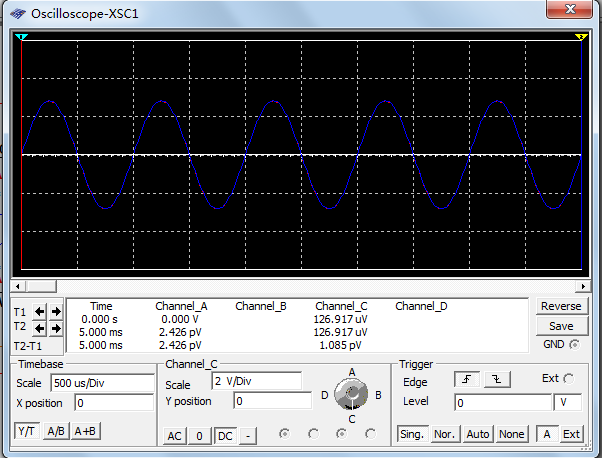 Oscilloscope-XSC1
Time Channel_A Channel_B Channel_C Channel_D
T1 0.000 s 0.000 V 126.917 uV
T2 5.000 ms 2.426 pV 126.917 uV
T2-T1 5.000 ms 2.426 pV 1.085 pV
Reverse
Save
GND
Timebase
Scale 500 us/Div
X position 0
Y/T A/B A+B
Channel_C
Scale 2 V/Div
Y position 0
AC 0 DC -
A
D B
C
Trigger
Edge Ext
Level 0 V
Sing. Nor. Auto None A Ext